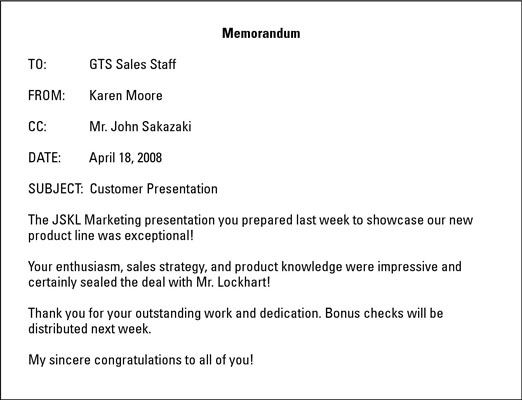 Memorandum
TO: GTS Sales Staff
FROM: Karen Moore
CC: Mr. John Sakazaki
DATE: April 18, 2008
SUBJECT: Customer Presentation
The JSKL Marketing presentation you prepared last week to showcase our new
product line was exceptional!
Your enthusiasm, sales strategy, and product knowledge were impressive and
certainly sealed the deal with Mr. Lockhart!
Thank you for your outstanding work and dedication. Bonus checks will be
distributed next week.
My sincere congratulations to all of you!